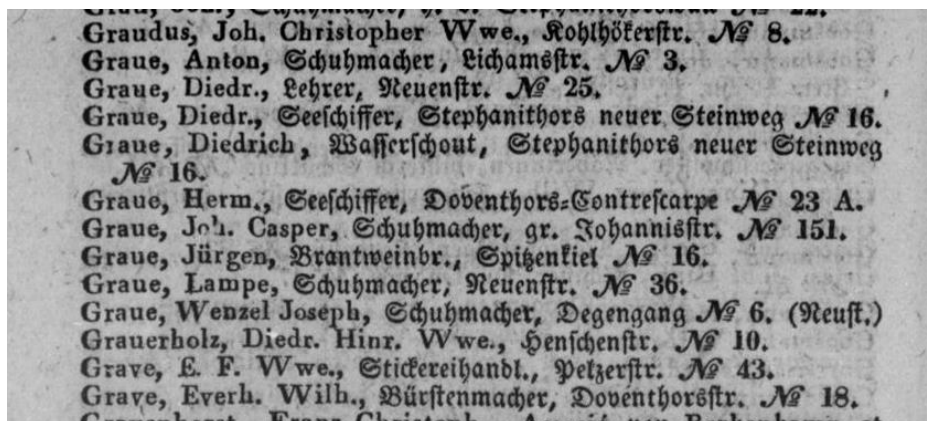 Graudus, Joh. Christopher Wwe., Kohlhökerstr. № 8.
Graue, Anton, Schuhmacher, Lichamsstr. № 3.
Graue, Diedr., Lehrer, Neuenstr. № 25.
Graue, Diedr., Seeschiffer, Stephanithors neuer Steinweg № 16.
Graue, Diedrich, Wasserschout, Stephanithors neuer Steinweg
№ 16.
Graue, Herm., Seeschiffer, Doventhors-Contrescarpe № 23 A.
Graue, Joh. Casper, Schuhmacher, gr. Johannisstr. № 151.
Graue, Jürgen, Brantweinbr., Spitzenkiel № 16.
Graue, Lampe, Schuhmacher, Neuenstr. № 36.
Graue, Wenzel Joseph, Schuhmacher, Degengang № 6. (Neust.)
Grauerholz, Diedr. Hinr. Wwe., Henschenstr. № 10.
Grave, E. F. Wwe., Stickereihandl., Pelzerstr. № 43.
Grave, Everh. Wilh., Bürstenmacher, Doventhorsstr. № 18.